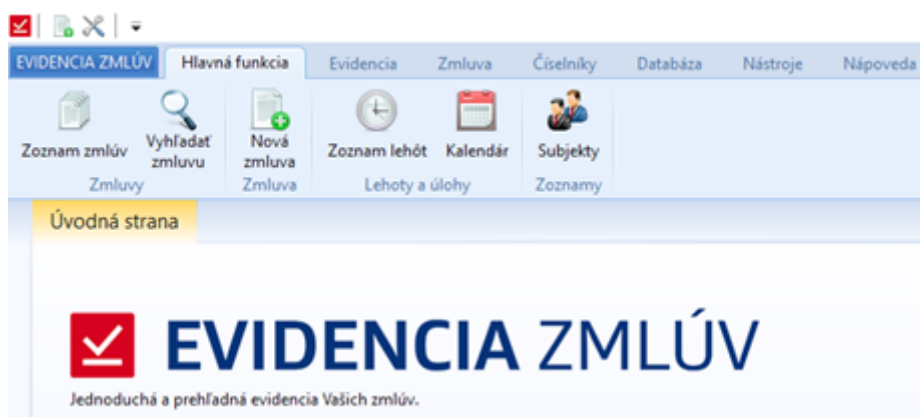 EVIDENCIA ZMLÚV Hlavná funkcia Evidencia Zmluva Číselníky Databáza Nástroje Nápoveda
Zoznam zmlúv Vyhľadať zmluvu Nová zmluva Zoznam lehôt Kalendár Subjekty
Zmluvy Zmluva Lehoty a úlohy Zoznamy
Úvodná strana
EVIDENCIA ZMLÚV
Jednoduchá a prehľadná evidencia Vašich zmlúv.